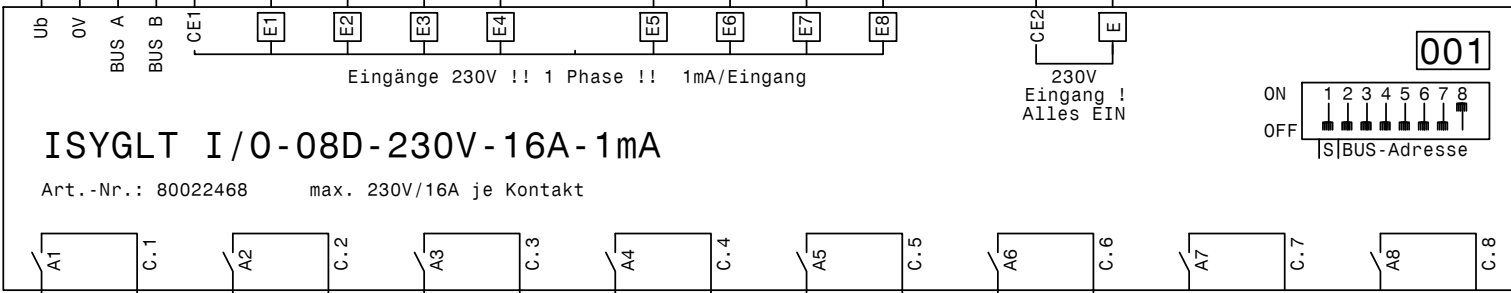 Ub 0V BUS A BUS B CE1 E1 E2 E3 E4 E5 E6 E7 E8 CE2 E
001
Eingänge 230V !! 1 Phase !! 1mA/Eingang
230V
Eingang !
Alles EIN
ON 1 2 3 4 5 6 7 8
OFF
S BUS-Adresse
ISYGLT I/O-08D-230V-16A-1mA
Art.-Nr.: 80022468 max. 230V/16A je Kontakt
A1 C.1 A2 C.2 A3 C.3 A4 C.4 A5 C.5 A6 C.6 A7 C.7 A8 C.8